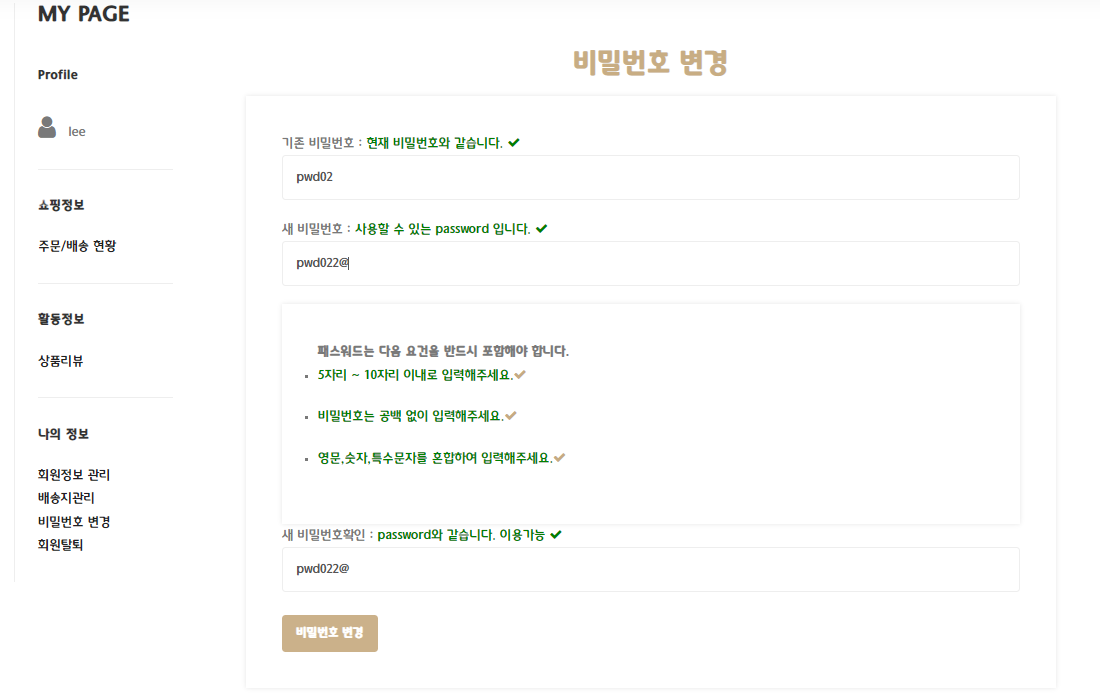 MY PAGE
Profile
lee
쇼핑정보
주문/배송 현황
활동정보
상품리뷰
나의 정보
회원정보 관리
배송지관리
비밀번호 변경
회원탈퇴
비밀번호 변경
기존 비밀번호 : 현재 비밀번호와 같습니다.
pwd02
새 비밀번호 : 사용할 수 있는 password 입니다.
pwd022@
패스워드는 다음 요건을 반드시 포함해야 합니다.
5자리 ~ 10자리 이내로 입력해주세요.
비밀번호는 공백 없이 입력해주세요.
영문,숫자,특수문자를 혼합하여 입력해주세요.
새 비밀번호확인 : password와 같습니다. 이용가능
pwd022@
비밀번호 변경